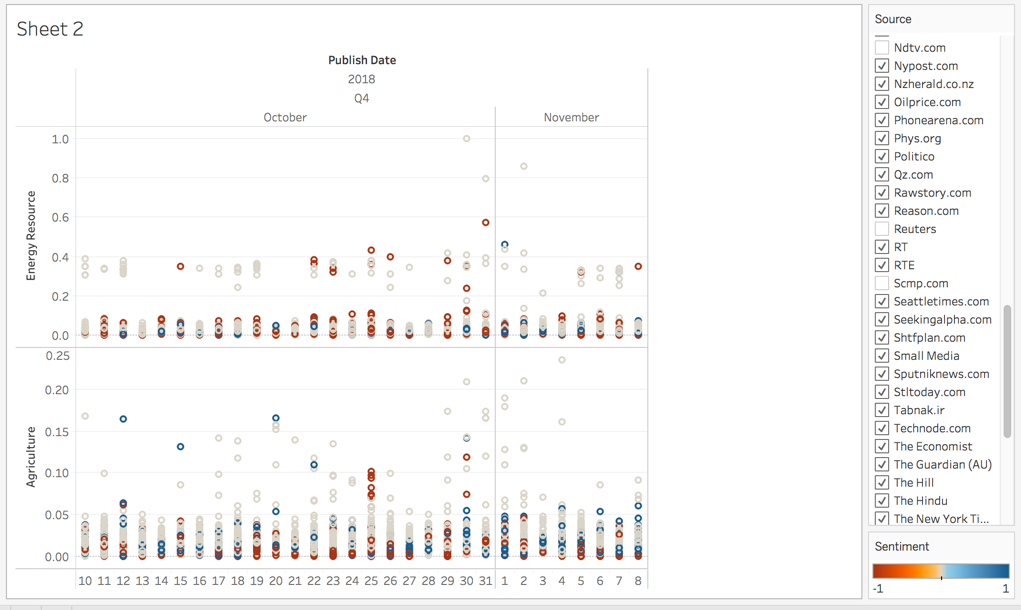 Sheet 2
Publish Date
2018
Q4
October November
Energy Resource
1.0
0.8
0.6
0.4
0.2
0.0
Agriculture
0.25
0.20
0.15
0.10
0.05
0.00
10 11 12 13 14 15 16 17 18 19 20 21 22 23 24 25 26 27 28 29 30 31 1 2 3 4 5 6 7 8
Source
Ndtv.com
Nypost.com
Nzherald.co.nz
Oilprice.com
Phonearena.com
Phys.org
Politico
Qz.com
Rawstory.com
Reason.com
Reuters
RT
RTE
Scmp.com
Seattletimes.com
Seekingalpha.com
Shtfplan.com
Small Media
Sputniknews.com
Stltoday.com
Tabnak.ir
Technode.com
The Economist
The Guardian (AU)
The Hill
The Hindu
The New York Ti...
Sentiment
-1 1